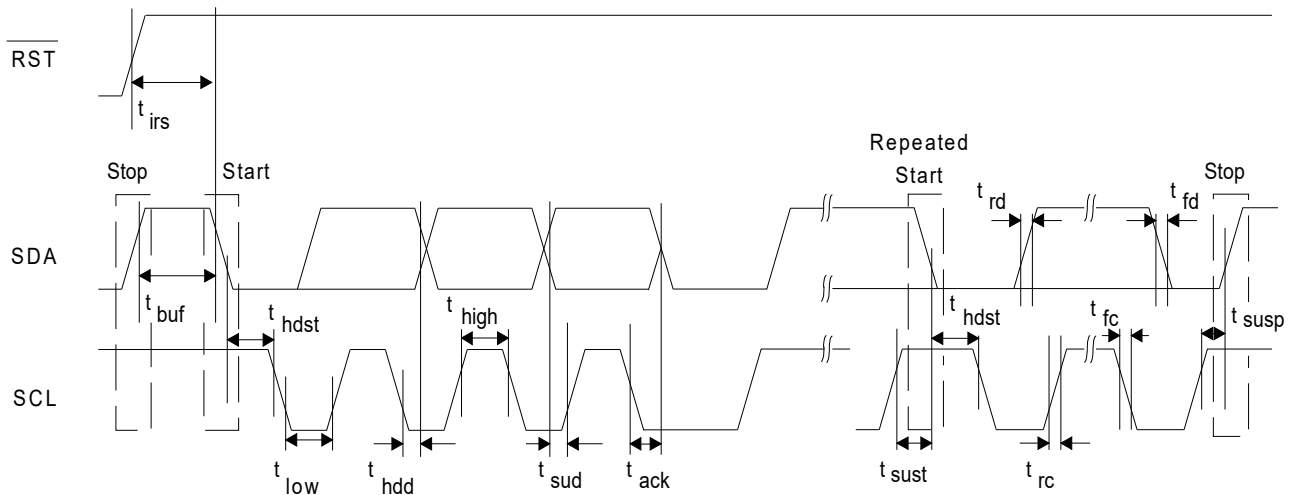 RST
t irs
Repeated
Stop Start Start Stop
t rd t fd
SDA
t buf t hdst t high t hdst t fc t susp
SCL
t low t hdd t sud t ack t sust t rc